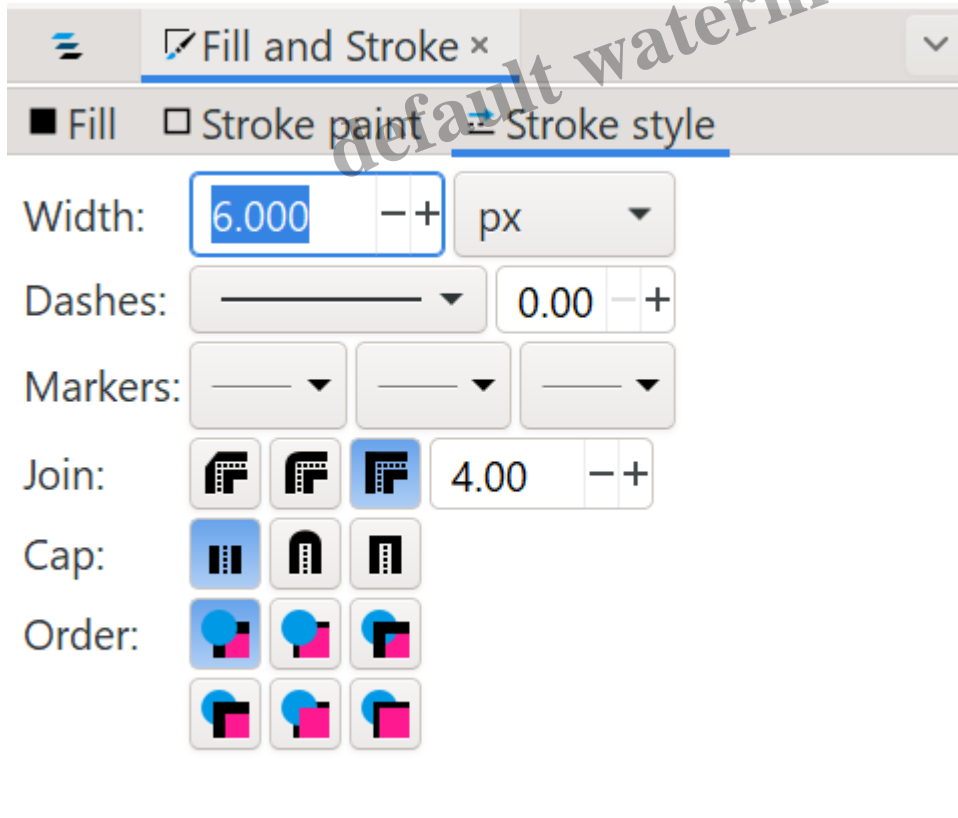 Fill and Stroke ×
default waterm
Fill Stroke paint Stroke style
Width: 6.000 −+ px
Dashes: 0.00 −+
Markers:
Join: 4.00 −+
Cap:
Order: